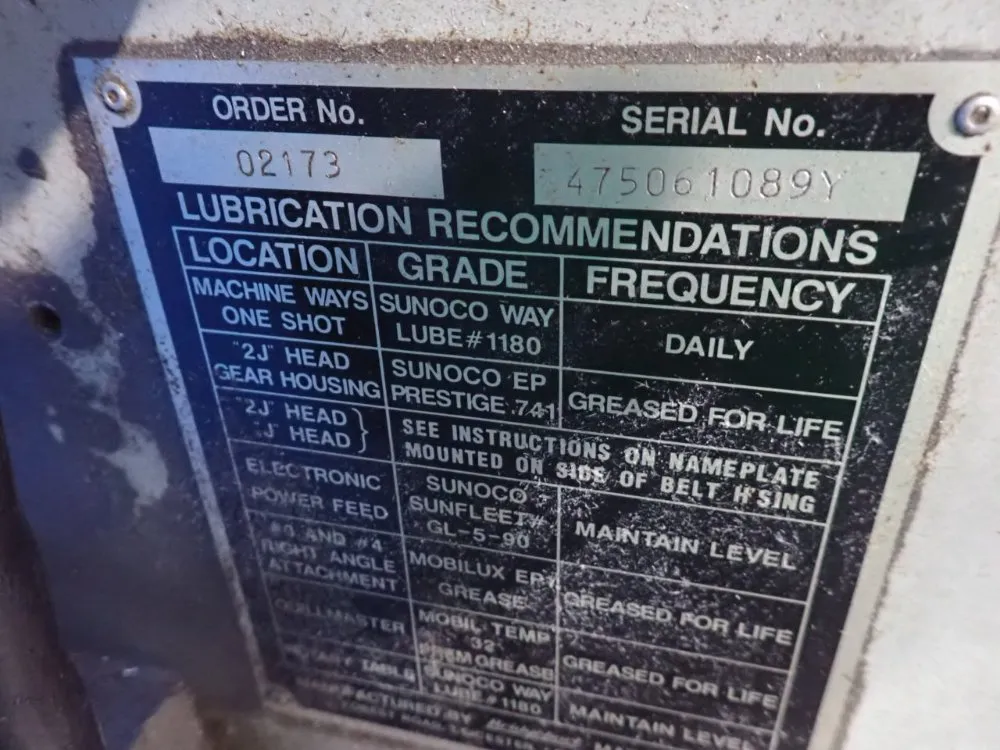 ORDER No.
SERIAL No.
02173
475061089Y
LUBRICATION RECOMMENDATIONS
LOCATION
GRADE
FREQUENCY
MACHINE WAYS
ONE SHOT
SUNOCO WAY
LUBE #1180
DAILY
"2J" HEAD
GEAR HOUSING
SUNOCO EP
PRESTIGE .741
GREASED FOR LIFE
"2J" HEAD }
"J" HEAD }
SEE INSTRUCTIONS ON NAMEPLATE
MOUNTED ON SIDE OF BELT H'SING
ELECTRONIC
POWER FEED
SUNOCO
SUNFLEET#
GL-5-90
MAINTAIN LEVEL
AND #4
RIGHT ANGLE
ATTACHMENT
MOBILUX EP
GREASE
GREASED FOR LIFE
QUILLMASTER
MOBIL TEMP
32
GREASE
GREASED FOR LIFE
TABLE
SUNOCO WAY
LUBE #1180
MAINTAIN LEVEL
MANUFACTURED BY